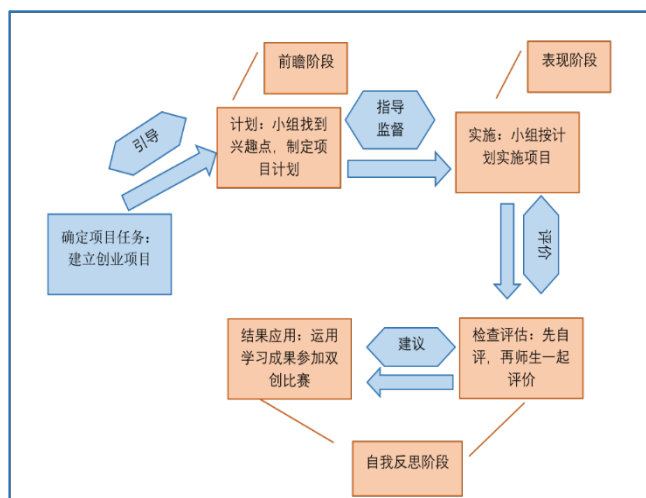 前瞻阶段
表现阶段
引导
计划：小组找到
兴趣点，制定项
目计划
指导
监督
实施：小组按计
划实施项目
确定项目任务：
建立创业项目
评价
结果应用：运用
学习成果参加双
创比赛
建议
检查评估：先自
评，再师生一起
评价
自我反思阶段